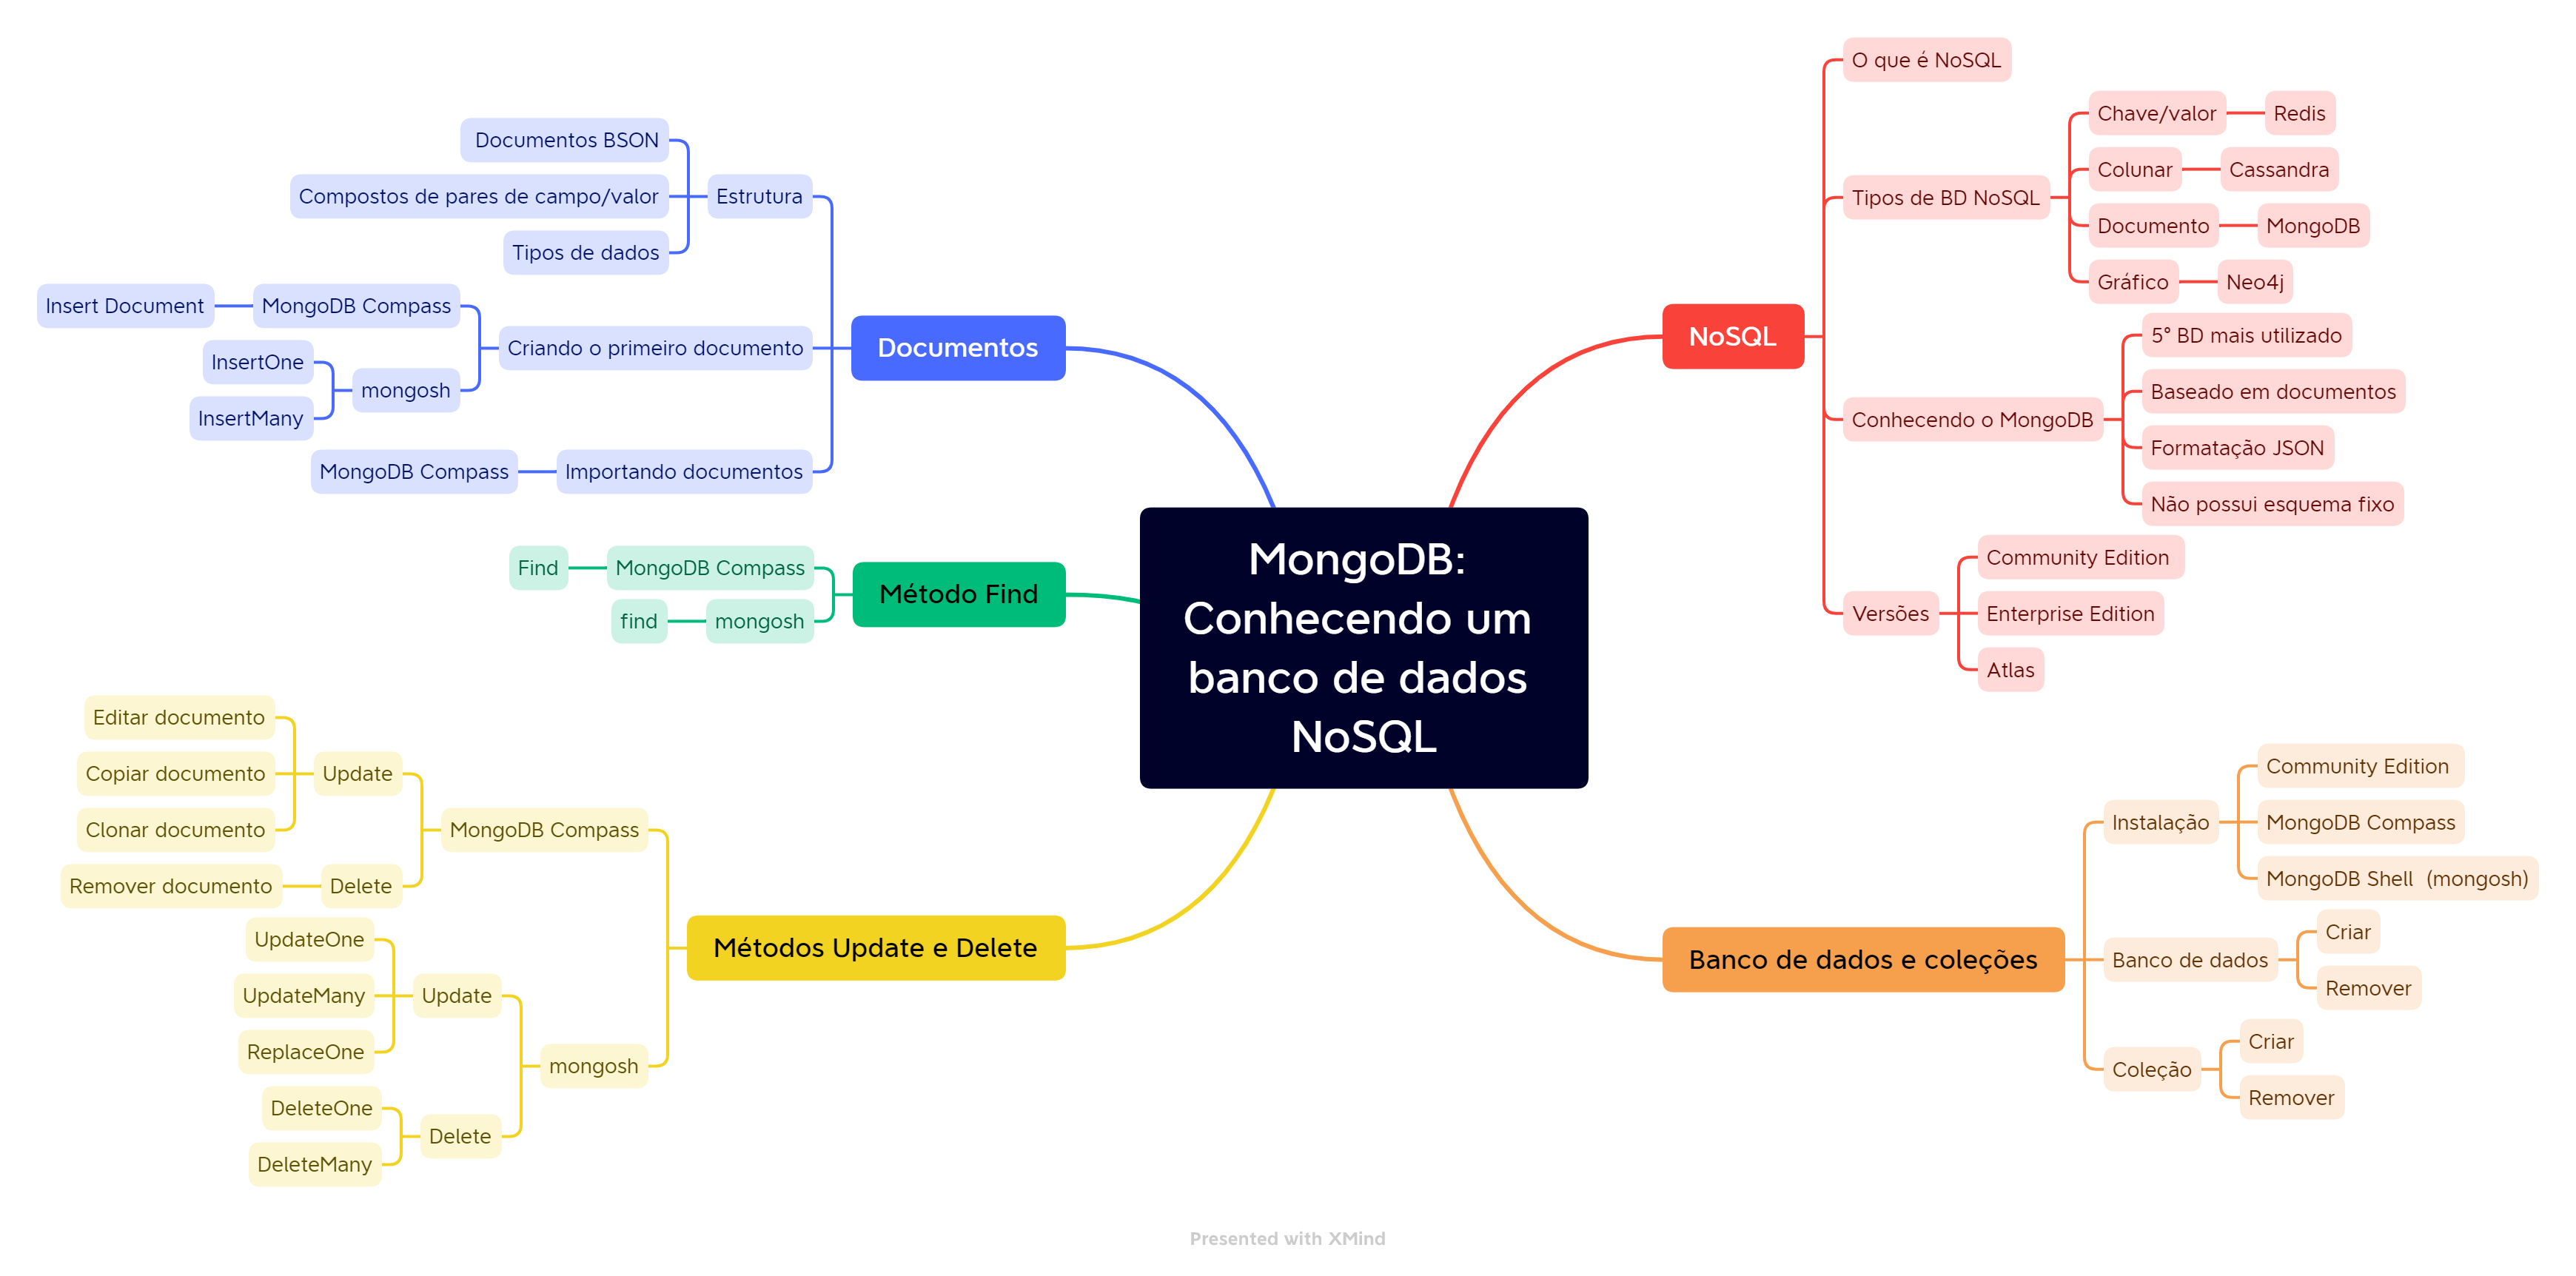 MongoDB:
Conhecendo um
banco de dados
NoSQL
NoSQL
O que é NoSQL
Tipos de BD NoSQL
Chave/valor
Redis
Colunar
Cassandra
Documento
MongoDB
Gráfico
Neo4j
Conhecendo o MongoDB
5° BD mais utilizado
Baseado em documentos
Formatação JSON
Não possui esquema fixo
Versões
Community Edition
Enterprise Edition
Atlas
Banco de dados e coleções
Instalação
Community Edition
MongoDB Compass
MongoDB Shell (mongosh)
Banco de dados
Criar
Remover
Coleção
Criar
Remover
Documentos
Estrutura
Documentos BSON
Compostos de pares de campo/valor
Tipos de dados
Criando o primeiro documento
MongoDB Compass
Insert Document
mongosh
InsertOne
InsertMany
Importando documentos
MongoDB Compass
Método Find
MongoDB Compass
Find
mongosh
find
Métodos Update e Delete
MongoDB Compass
Update
Editar documento
Copiar documento
Clonar documento
Delete
Remover documento
mongosh
Update
UpdateOne
UpdateMany
ReplaceOne
Delete
DeleteOne
DeleteMany
Presented with XMind